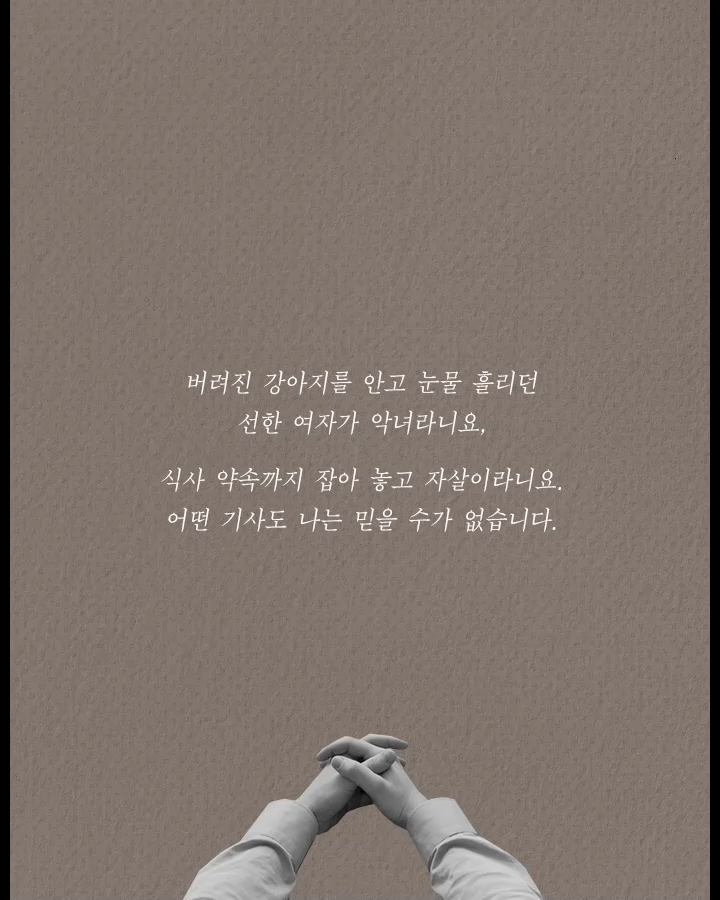 버려진 강아지를 안고 눈물 흘리던
선한 여자가 악녀라니요,
식사 약속까지 잡아 놓고 자살이라니요.
어떤 기사도 나는 믿을 수가 없습니다.